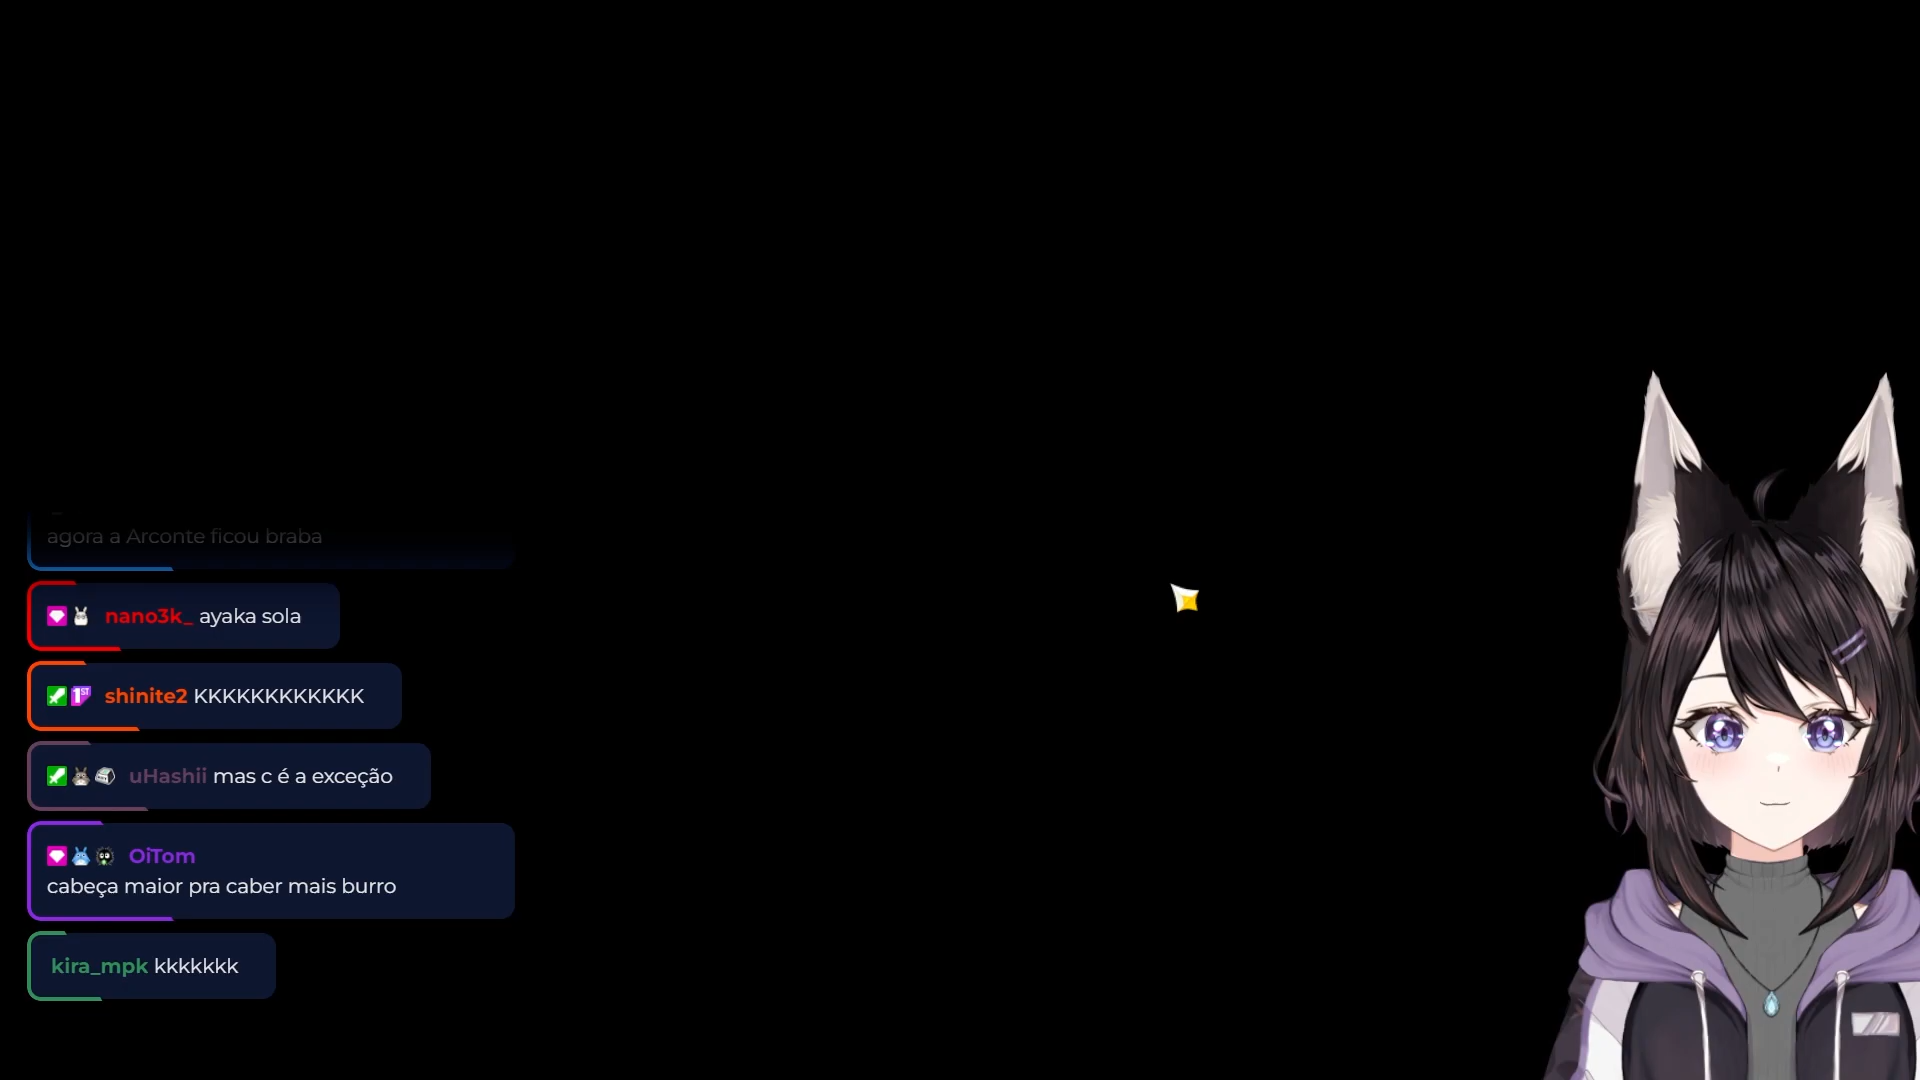 agora a Arconte ficou braba
nano3k_ ayaka sola
1ST shinite2 KKKKKKKKKKKK
uHashii mas c é a exceção
OiTom
cabeça maior pra caber mais burro
kira_mpk kkkkkkk